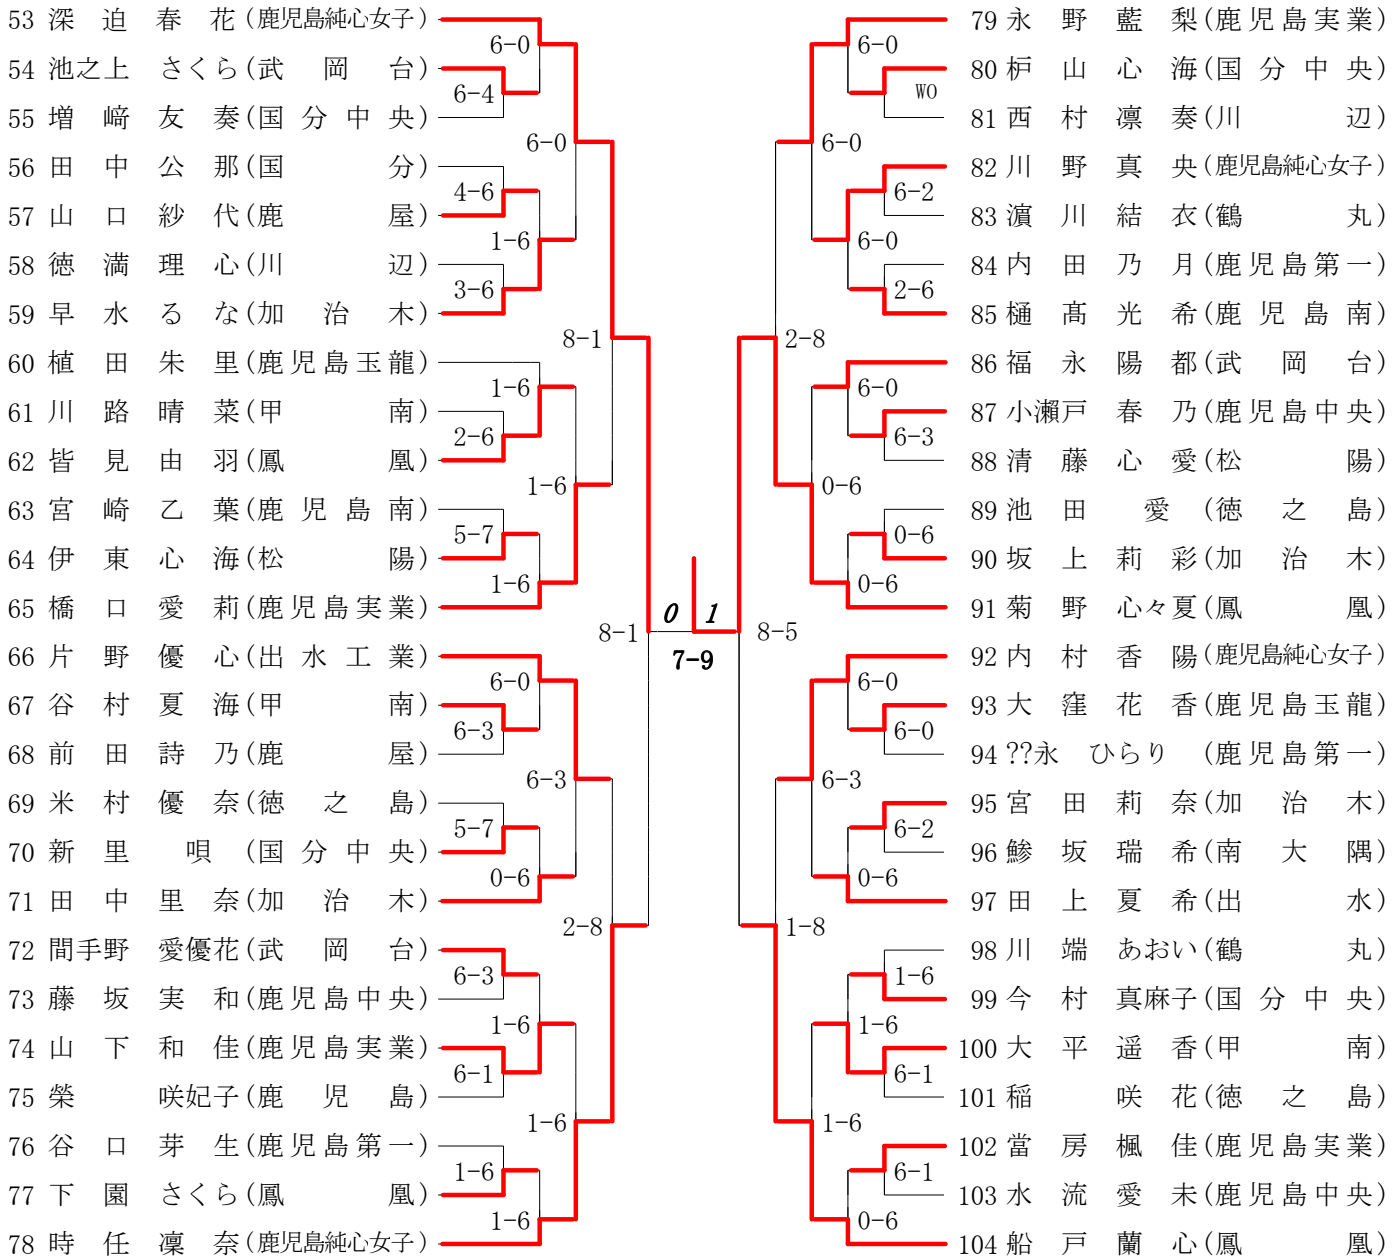 53 深迫春花(鹿児島純心女子)
54 池之上さくら(武岡台)
55 増﨑友奏(国分中央)
56 田中公那(国分)
57 山口紗代(鹿屋)
58 徳満理心(川辺)
59 早水るな(加治木)
60 植田朱里(鹿児島玉龍)
61 川路晴菜(甲南)
62 皆見由羽(鳳凰)
63 宮崎乙葉(鹿児島南)
64 伊東心海(松陽)
65 橋口愛莉(鹿児島実業)
66 片野優心(出水工業)
67 谷村夏海(甲南)
68 前田詩乃(鹿屋)
69 米村優奈(徳之島)
70 新里唄(国分中央)
71 田中里奈(加治木)
72 間手野愛優花(武岡台)
73 藤坂実和(鹿児島中央)
74 山下和佳(鹿児島実業)
75 榮咲妃子(鹿児島)
76 谷口芽生(鹿児島第一)
77 下園さくら(鳳凰)
78 時任凜奈(鹿児島純心女子)
6-0
6-4
6-0
4-6
1-6
3-6
8-1
1-6
2-6
1-6
5-7
1-6
8-1
6-0
6-3
6-3
5-7
0-6
2-8
6-3
1-6
6-1
1-6
1-6
1-6
0 1
7-9
6-0
WO
6-0
6-2
6-0
2-6
2-8
6-0
6-3
0-6
0-6
0-6
8-5
6-0
6-0
6-3
6-2
0-6
1-8
1-6
1-6
6-1
1-6
6-1
0-6
79 永野藍梨(鹿児島実業)
80 枦山心海(国分中央)
81 西村凛奏(川辺)
82 川野真央(鹿児島純心女子)
83 濵川結衣(鶴丸)
84 内田乃月(鹿児島第一)
85 樋髙光希(鹿児島南)
86 福永陽都(武岡台)
87 小瀬戸春乃(鹿児島中央)
88 清藤心愛(松陽)
89 池田愛(徳之島)
90 坂上莉彩(加治木)
91 菊野心々夏(鳳凰)
92 内村香陽(鹿児島純心女子)
93 大窪花香(鹿児島玉龍)
94 ??永ひらり(鹿児島第一)
95 宮田莉奈(加治木)
96 鯵坂瑞希(南大隅)
97 田上夏希(出水)
98 川端あおい(鶴丸)
99 今村真麻子(国分中央)
100 大平遥香(甲南)
101 稲咲花(徳之島)
102 當房楓佳(鹿児島実業)
103 水流愛未(鹿児島中央)
104 船戸蘭心(鳳凰)